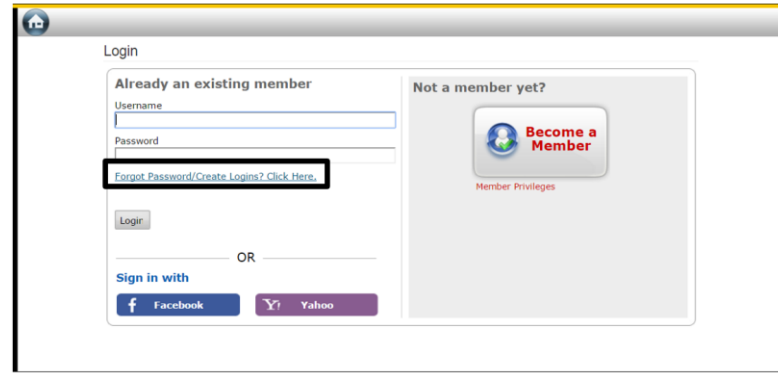 Login
Already an existing member
Username
Password
Forgot Password/Create Logins? Click Here.
Login
OR
Sign in with
f Facebook
Y! Yahoo
Not a member yet?
Become a
Member
Member Privileges